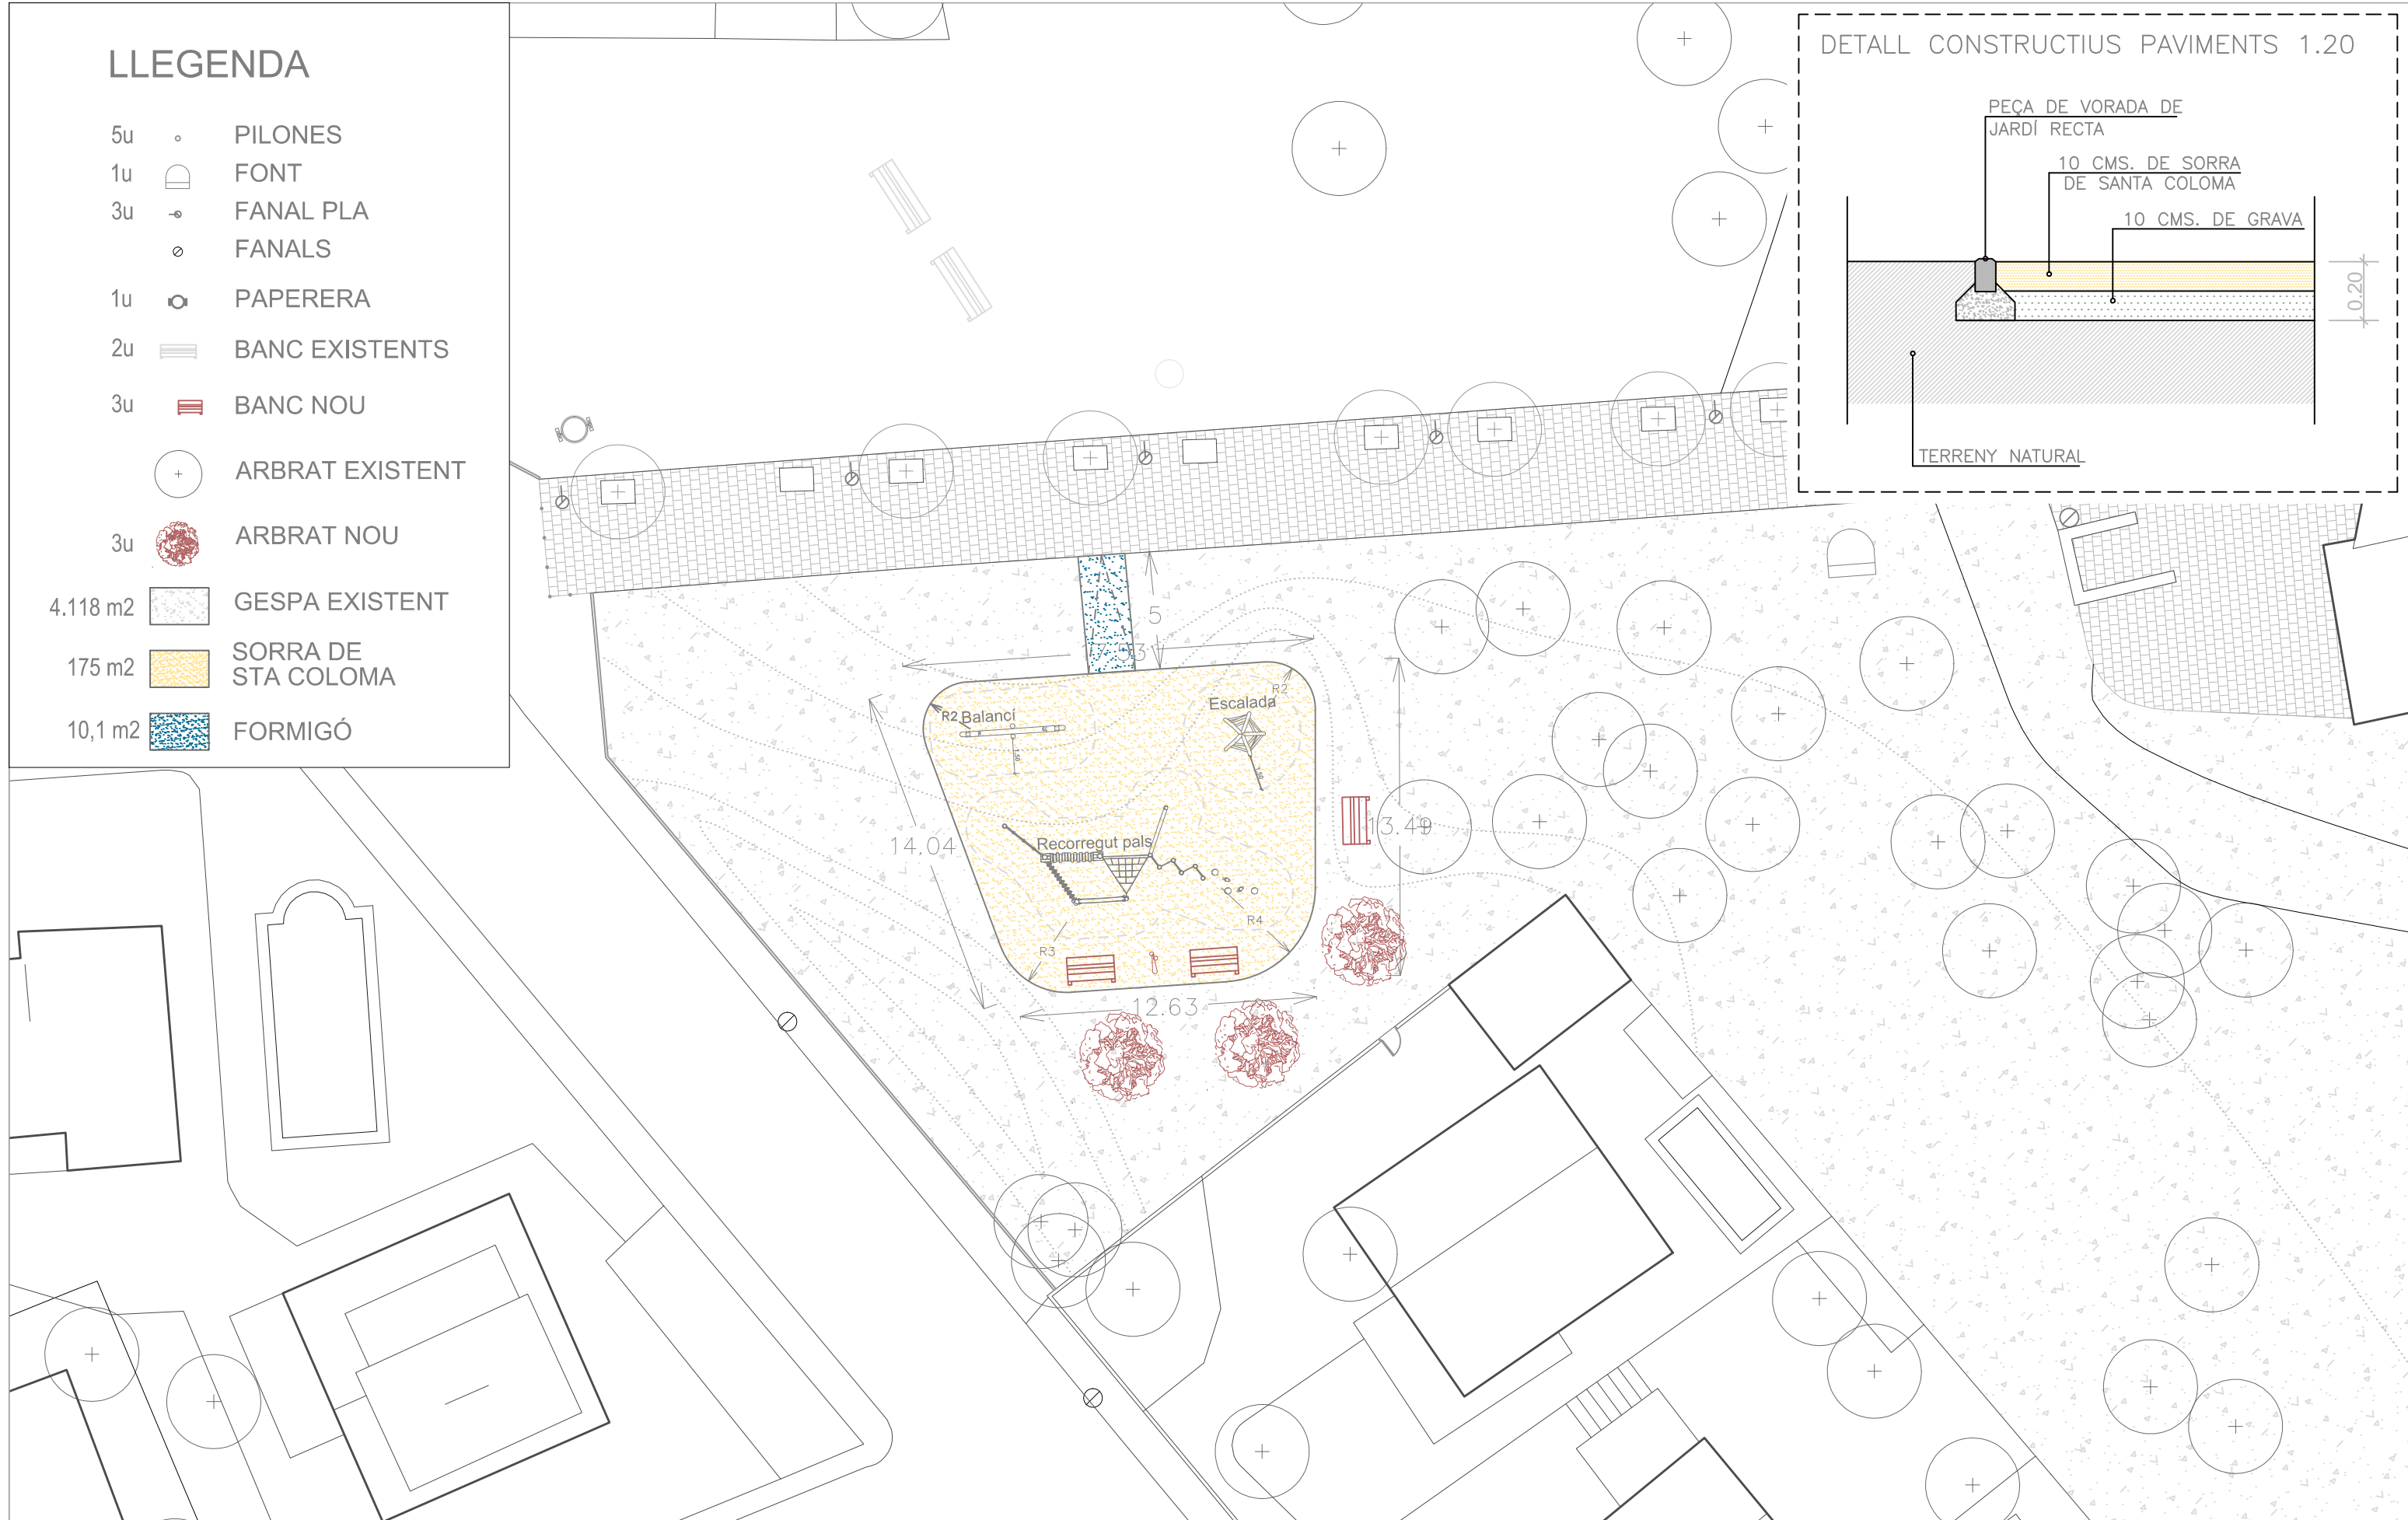 LLEGENDA
5u PILONES
1u FONT
3u FANAL PLA
FANALS
1u PAPERERA
2u BANC EXISTENTS
3u BANC NOU
ARBRAT EXISTENT
3u ARBRAT NOU
4.118 m2 GESPA EXISTENT
175 m2 SORRA DE
STA COLOMA
10,1 m2 FORMIGÓ
DETALL CONSTRUCTIUS PAVIMENTS 1.20
PEÇA DE VORADA DE
JARDÍ RECTA
10 CMS. DE SORRA
DE SANTA COLOMA
10 CMS. DE GRAVA
0.20
TERRENY NATURAL
5
R2
Escalada
R2 Balancí
1.50
1.50
14.04
13.49
Recorregut pals
R4
R3
12.63